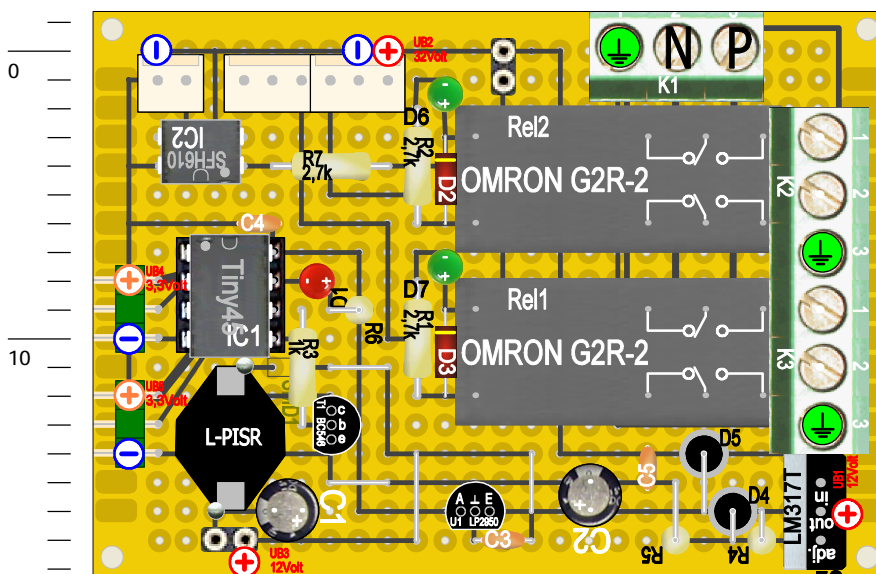 0
10
UB2
32Volt
N
P
K1
IC2
SFH610
R7
2,7k
D6
R2
2,7k
D2
Rel2
OMRON G2R-2
K2
1
2
3
C4
UB4
3,3Volt
Tiny45
IC1
D1
R6
R3
1k
D7
R1
2,7k
D3
Rel1
OMRON G2R-2
K3
1
2
3
UB5
3,3Volt
L-PISR
T1 BC548
c
b
e
C1
UB3
12Volt
A ⊥ E
U1 LP2950
C3
C2
C5
D5
D4
R5
R4
LM317T
in
out
adj.
UB1
12Volt